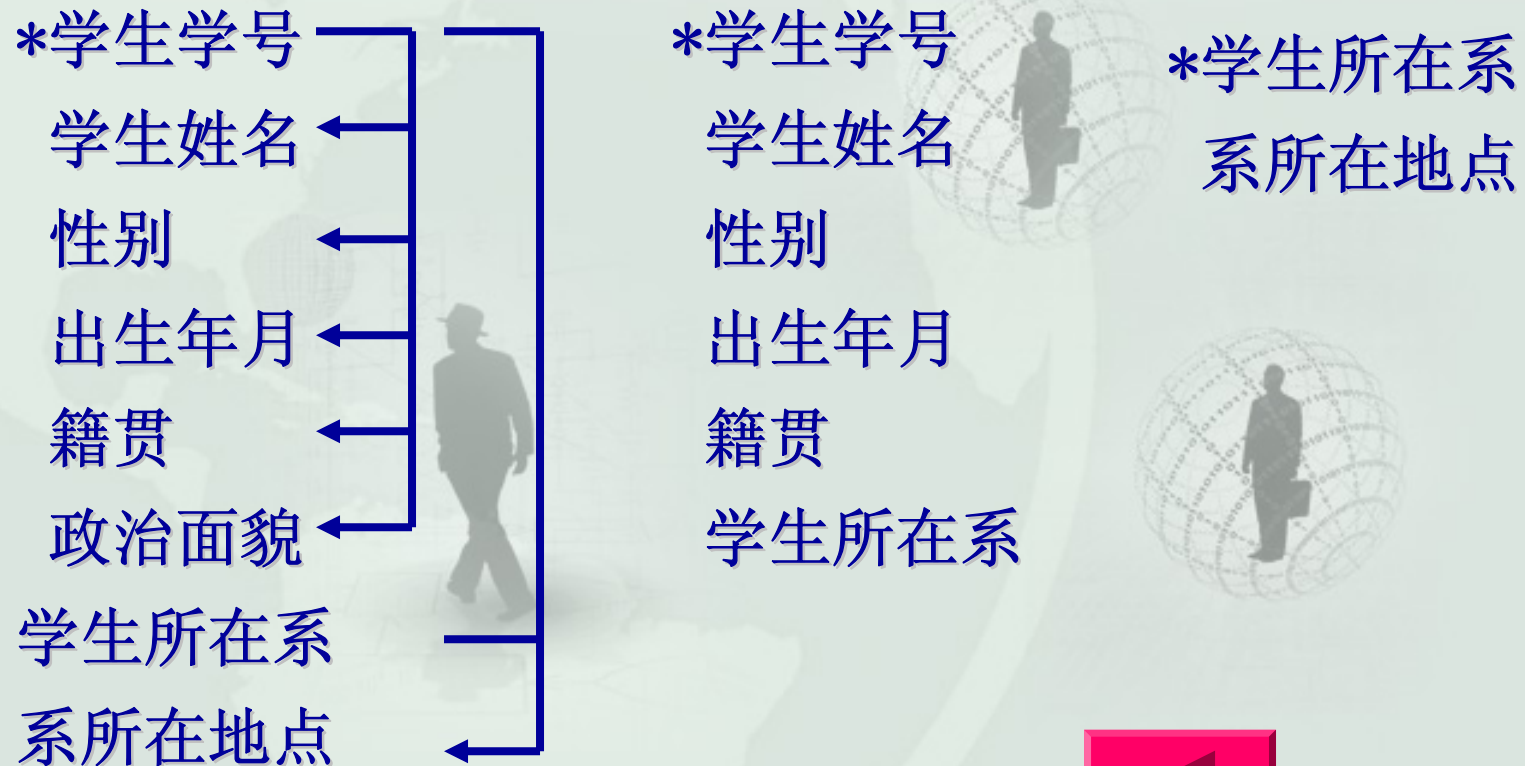 *学生学号
学生姓名
性别
出生年月
籍贯
政治面貌
学生所在系
系所在地点
*学生学号
学生姓名
性别
出生年月
籍贯
学生所在系
*学生所在系
系所在地点